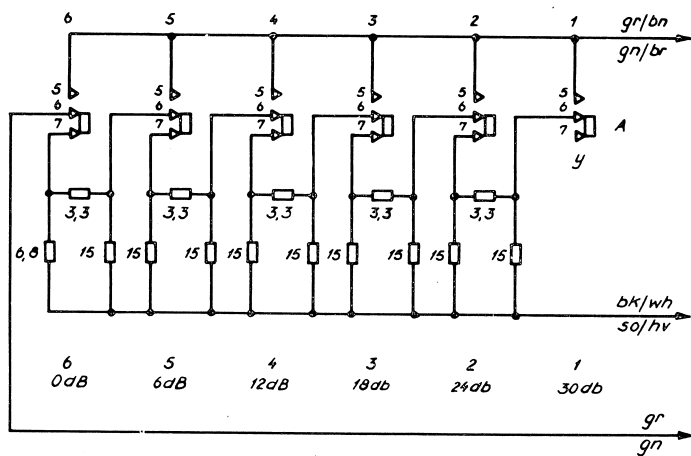 6 5 4 3 2 1 gr/bn
gn/br
5 5 5 5 5 5
6 6 6 6 6 6
7 7 7 7 7 7 A
y
3,3 3,3 3,3 3,3 3,3
6,8 15 15 15 15 15 15 15 15 15
bk/wh
so/hv
6 5 4 3 2 1
0dB 6dB 12dB 18db 24db 30db
gr
gn